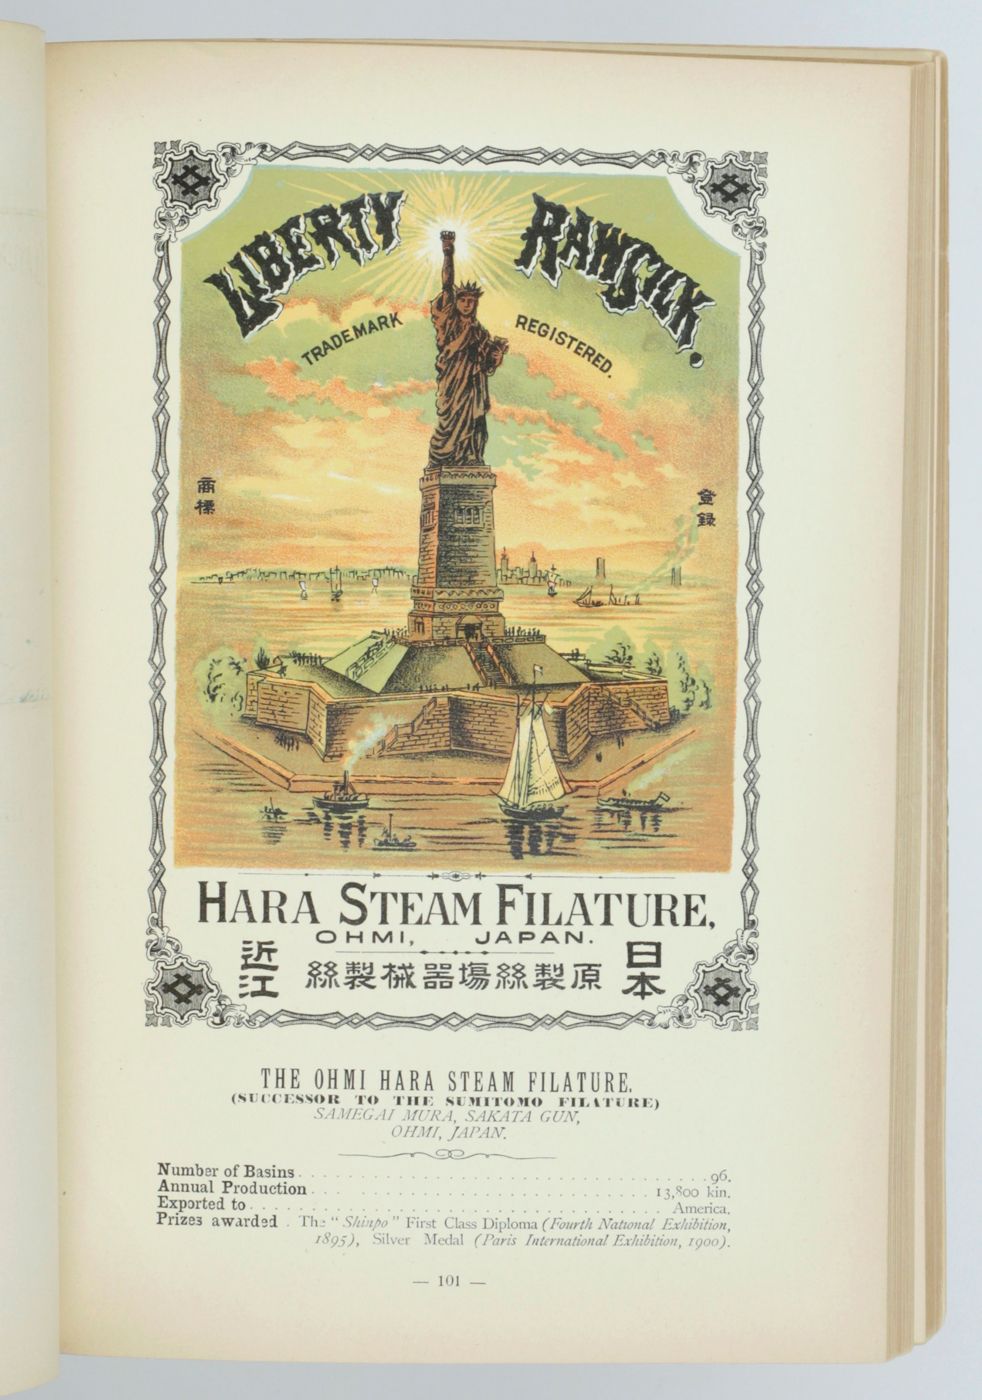 LIBERTY RAWSILK.
TRADEMARK REGISTERED.
商標
登録
HARA STEAM FILATURE,
OHMI, JAPAN.
近江
絲製械器塲絲製原
日本
THE OHMI HARA STEAM FILATURE.
(SUCCESSOR TO THE SUMITOMO FILATURE)
SAMEGAI MURA, SAKATA GUN,
OHMI, JAPAN.
Number of Basins . . . . . . . . . . . . . . . . . . . . . . . . . . 96.
Annual Production . . . . . . . . . . . . . . . . . . . . . . 13,800 kin.
Exported to . . . . . . . . . . . . . . . . . . . . . . . . . . America.
Prizes awarded . The "Shinpo" First Class Diploma (Fourth National Exhibition,
1895), Silver Medal (Paris International Exhibition, 1900).
— 101 —